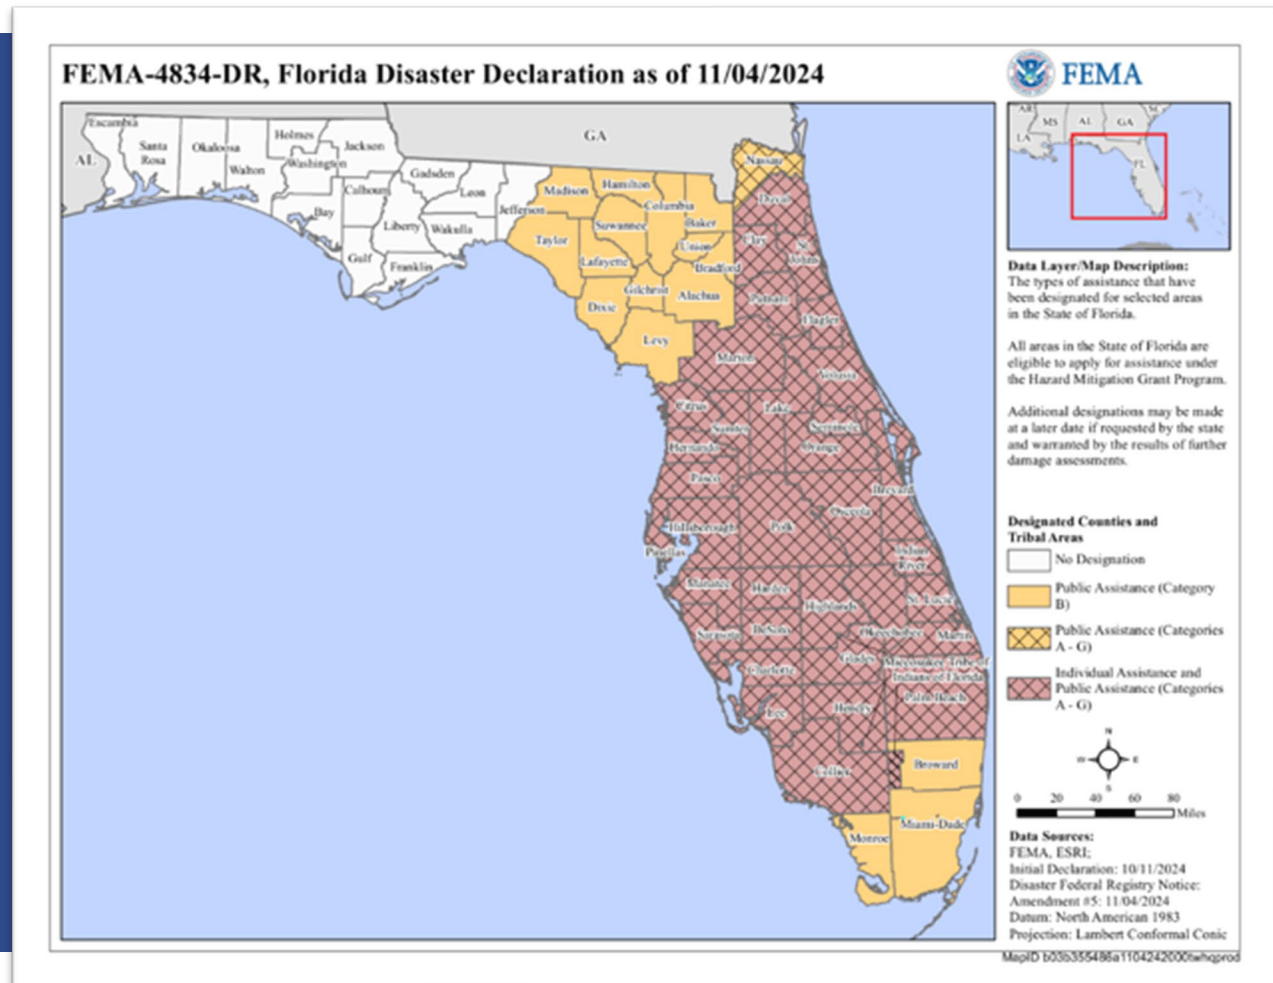 FEMA-4834-DR, Florida Disaster Declaration as of 11/04/2024
FEMA
Escambia
Santa
Rosa
Okaloosa
Walton
Holmes
Washington
Jackson
Bay
Calhoun
Gulf
Gadsden
Liberty
Franklin
Leon
Wakulla
Jefferson
AL
GA
Madison
Hamilton
Columbia
Suwannee
Baker
Taylor
Union
Lafayette
Bradford
Gilchrist
Dixie
Alachua
Levy
Nassau
Duval
Clay
St.
Johns
Putnam
Flagler
Marion
Volusia
Citrus
Lake
Sumter
Seminole
Hernando
Orange
Pasco
Brevard
Osceola
Hillsborough
Polk
Pinellas
Indian
River
Manatee
Hardee
Highlands
St. Lucie
Okeechobee
Sarasota
DeSoto
Martin
Glades
Miccosukee Tribe of
Indians of Florida
Charlotte
Palm Beach
Lee
Hendry
Broward
Collier
Miami-Dade
Monroe
AR
MS
AL
GA
SC
LA
FL
Data Layer/Map Description:
The types of assistance that have
been designated for selected areas
in the State of Florida.
All areas in the State of Florida are
eligible to apply for assistance under
the Hazard Mitigation Grant Program.
Additional designations may be made
at a later date if requested by the state
and warranted by the results of further
damage assessments.
Designated Counties and
Tribal Areas
No Designation
Public Assistance (Category
B)
Public Assistance (Categories
A - G)
Individual Assistance and
Public Assistance (Categories
A - G)
N
W E
S
0 20 40 60 80
Miles
Data Sources:
FEMA, ESRI;
Initial Declaration: 10/11/2024
Disaster Federal Registry Notice:
Amendment #5: 11/04/2024
Datum: North American 1983
Projection: Lambert Conformal Conic
MapID b03b355486a1104242000twhqprod